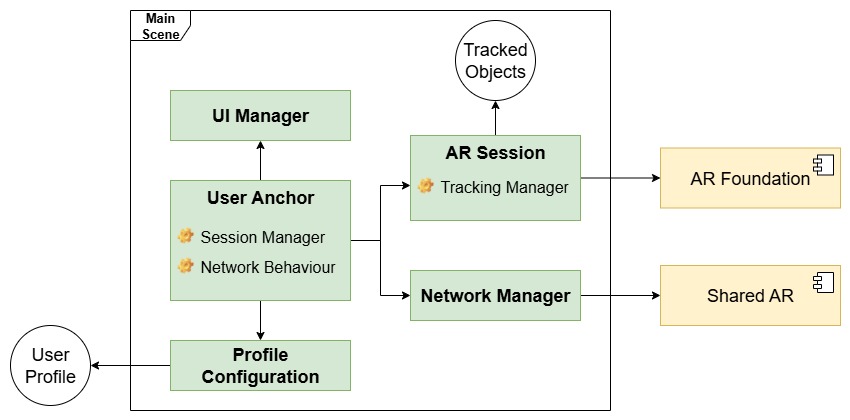 Main
Scene
Tracked
Objects
UI Manager
AR Session
Tracking Manager
AR Foundation
User Anchor
Session Manager
Network Behaviour
Network Manager
Shared AR
User
Profile
Profile
Configuration